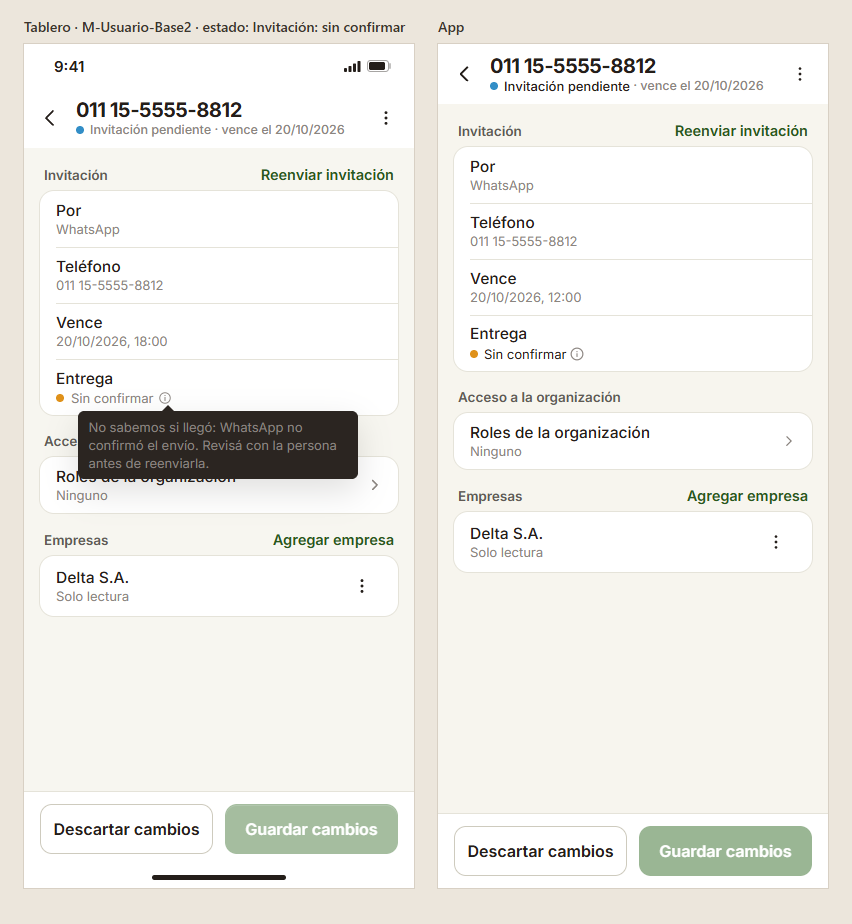 Tablero · M-Usuario-Base2 · estado: Invitación: sin confirmar
9:41
011 15-5555-8812
Invitación pendiente · vence el 20/10/2026
Invitación
Reenviar invitación
Por
WhatsApp
Teléfono
011 15-5555-8812
Vence
20/10/2026, 18:00
Entrega
Sin confirmar
No sabemos si llegó: WhatsApp no
confirmó el envío. Revisá con la persona
antes de reenviarla.
Acce
Roles de la organización
Ninguno
Empresas
Agregar empresa
Delta S.A.
Solo lectura
Descartar cambios
Guardar cambios
App
011 15-5555-8812
Invitación pendiente · vence el 20/10/2026
Invitación
Reenviar invitación
Por
WhatsApp
Teléfono
011 15-5555-8812
Vence
20/10/2026, 12:00
Entrega
Sin confirmar
Acceso a la organización
Roles de la organización
Ninguno
Empresas
Agregar empresa
Delta S.A.
Solo lectura
Descartar cambios
Guardar cambios